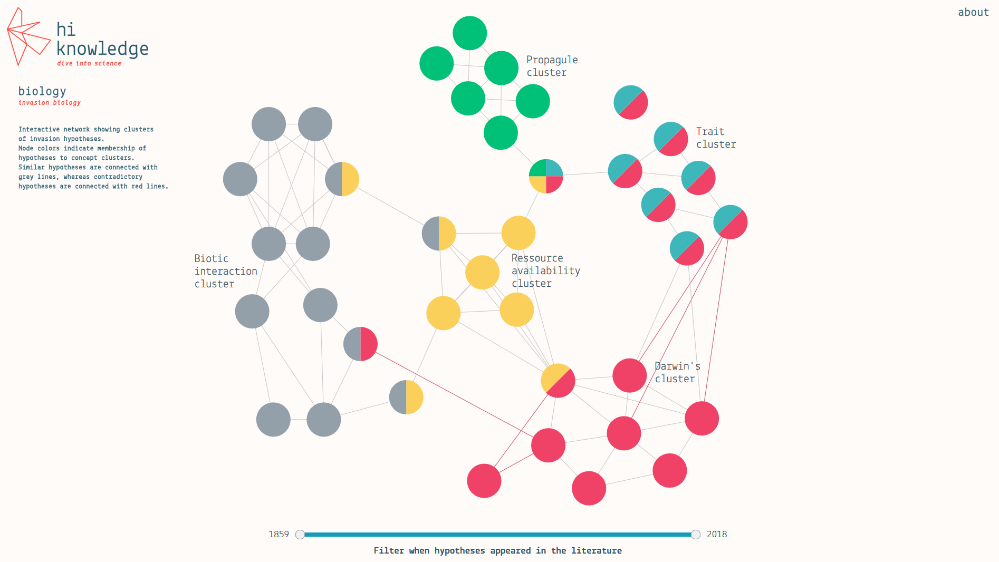 about
hi
knowledge
dive into science
biology
invasion biology
Interactive network showing clusters
of invasion hypotheses.
Node colors indicate membership of
hypotheses to concept clusters.
Similar hypotheses are connected with
grey lines, whereas contradictory
hypotheses are connected with red lines.
Propagule
cluster
Trait
cluster
Biotic
interaction
cluster
Ressource
availability
cluster
Darwin's
cluster
1859
2018
Filter when hypotheses appeared in the literature